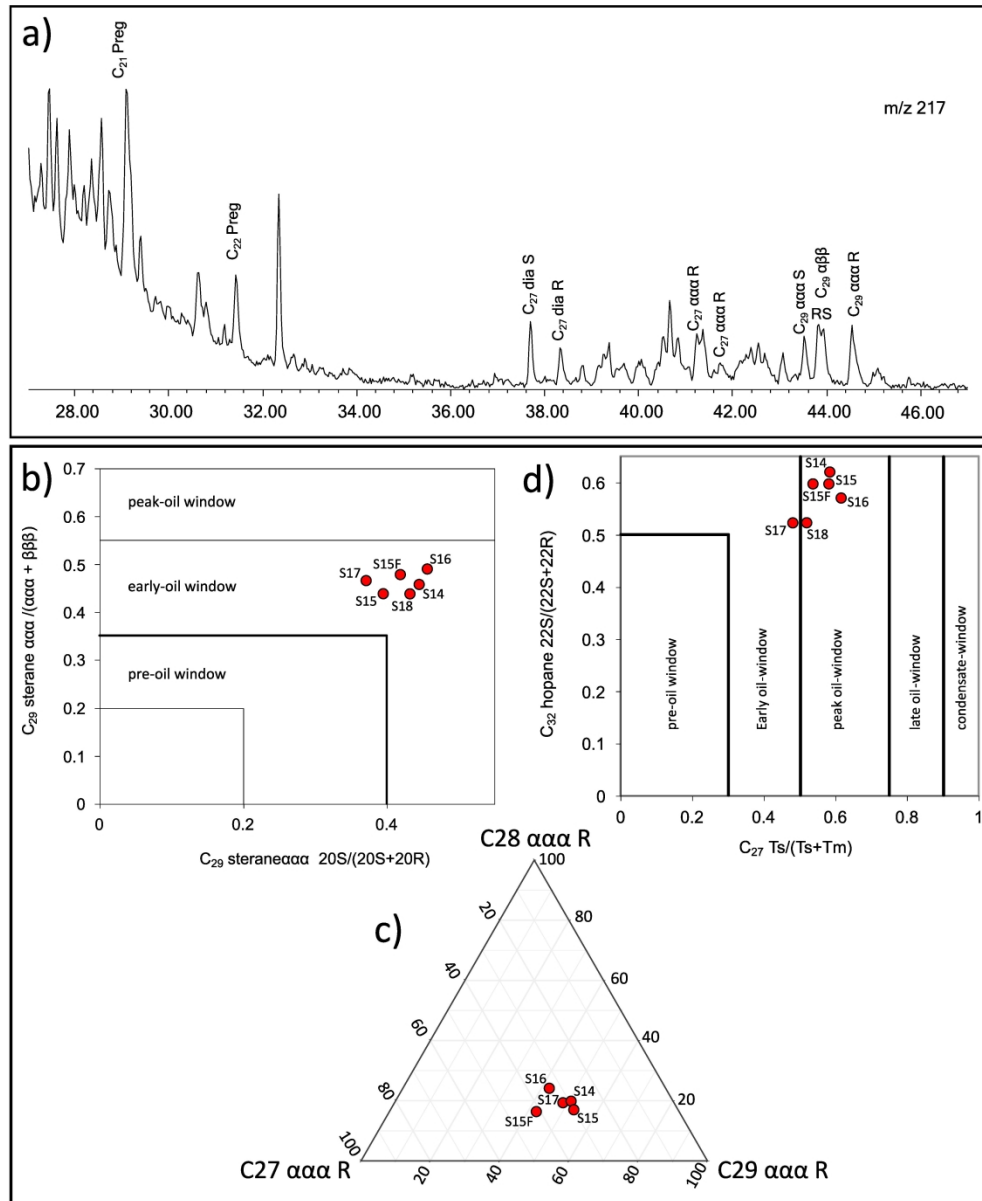 a)
C₂₁ Preg
m/z 217
C₂₂ Preg
C₂₇ dia S
C₂₇ dia R
C₂₇ ααα R
C₂₇ ααα R
C₂₉ ααα S
C₂₉ αββ
RS
C₂₉ ααα R
28.00 30.00 32.00 34.00 36.00 38.00 40.00 42.00 44.00 46.00
b)
0.7
0.6
0.5
0.4
0.3
0.2
0.1
0
C₂₉ sterane ααα /(ααα + βββ)
peak-oil window
early-oil window
pre-oil window
S17
S15F
S16
S15
S18
S14
0 0.2 0.4
C₂₉ steraneααα 20S/(20S+20R)
d)
0.6
0.5
0.4
0.3
0.2
0.1
0
C₃₂ hopane 22S/(22S+22R)
S14
S15
S15F
S16
S17
S18
pre-oil window
Early oil-window
peak oil-window
late oil-window
condensate-window
0 0.2 0.4 0.6 0.8 1
C₂₇ Ts/(Ts+Tm)
c)
C28 ααα R
100
20
80
40
60
60
40
80
20
100
S16
S17
S14
S15F
S15
C27 ααα R
20
40
60
80
100
C29 ααα R